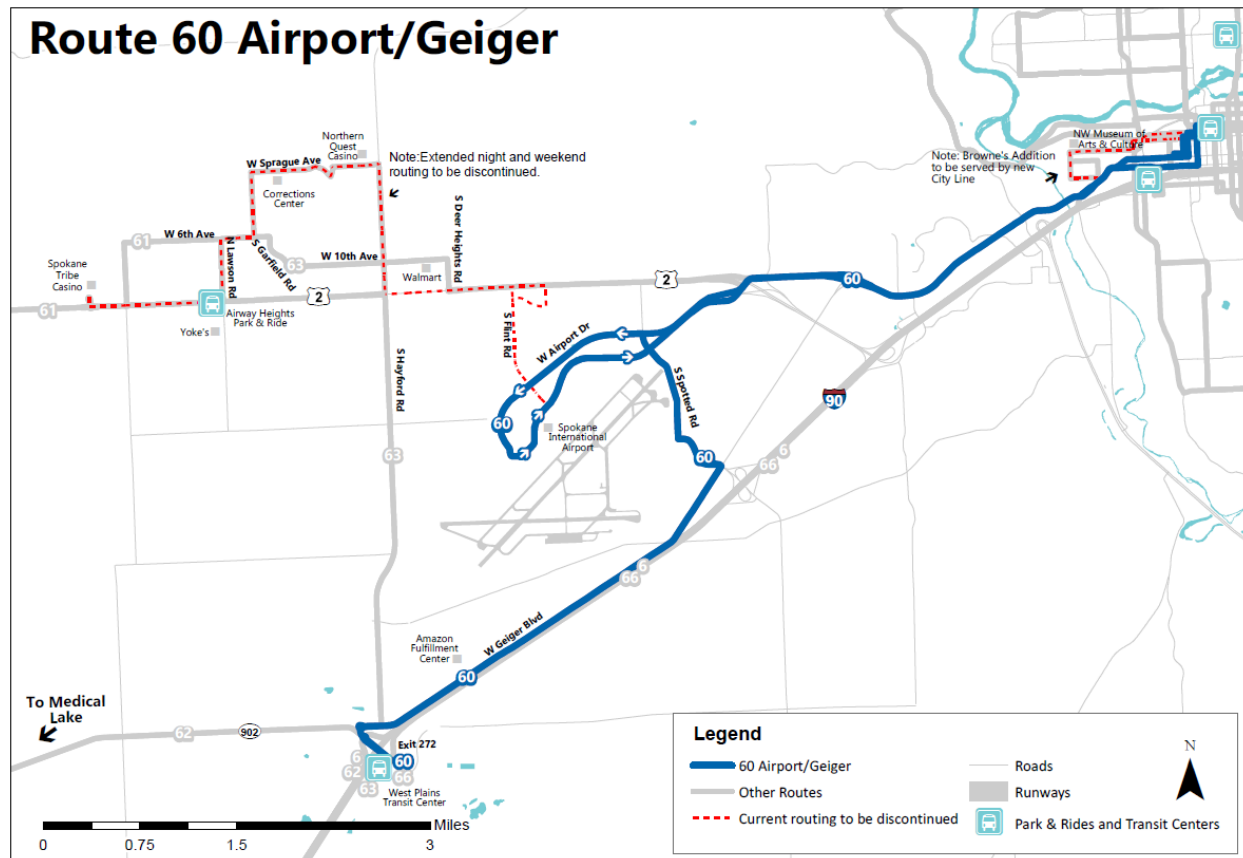 Route 60 Airport/Geiger
Northern
Quest
Casino
W Sprague Ave
Note:Extended night and weekend
routing to be discontinued.
Corrections
Center
NW Museum of
Arts & Culture
Note: Browne's Addition
to be served by new
City Line
S Deer Heights Rd
61
W 6th Ave
N Lawson Rd
S Garfield Rd
63
W 10th Ave
Walmart
Spokane
Tribe
Casino
61
2
2
60
Airway Heights
Park & Ride
Yoke's
S Hayford Rd
S Flint Rd
W Airport Dr
S Spotted Rd
90
60
Spokane
International
Airport
60
63
66
6
66
6
W Geiger Blvd
Amazon
Fulfillment
Center
60
To Medical
Lake
62
902
Exit 272
6
60
62
66
63
West Plains
Transit Center
Miles
0
0.75
1.5
3
Legend
60 Airport/Geiger
Other Routes
Current routing to be discontinued
Roads
Runways
Park & Rides and Transit Centers
N